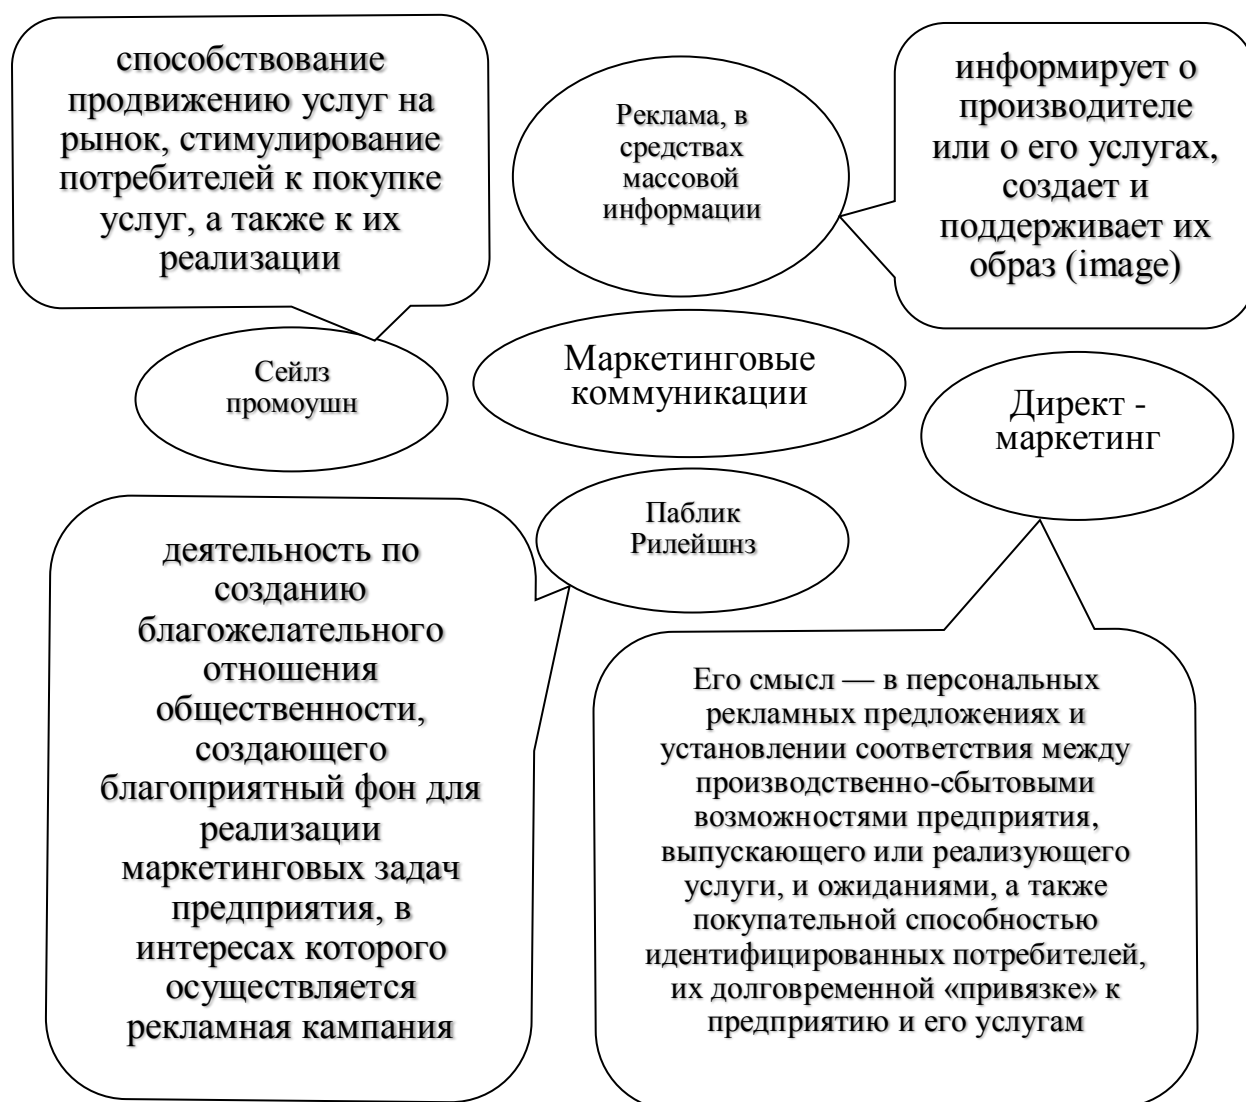 способствование
продвижению услуг на
рынок, стимулирование
потребителей к покупке
услуг, а также к их
реализации
Реклама, в
средствах
массовой
информации
информирует о
производителе
или о его услугах,
создает и
поддерживает их
образ (image)
Сейлз
промоушн
Маркетинговые
коммуникации
Директ -
маркетинг
Паблик
Рилейшнз
деятельность по
созданию
благожелательного
отношения
общественности,
создающего
благоприятный фон для
реализации
маркетинговых задач
предприятия, в
интересах которого
осуществляется
рекламная кампания
Его смысл — в персональных
рекламных предложениях и
установлении соответствия между
производственно-сбытовыми
возможностями предприятия,
выпускающего или реализующего
услуги, и ожиданиями, а также
покупательной способностью
идентифицированных потребителей,
их долговременной «привязке» к
предприятию и его услугам